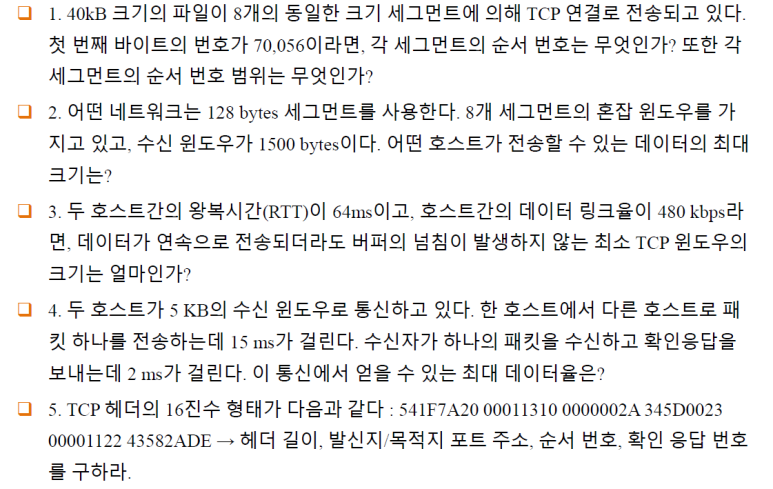 ❑ 1. 40kB 크기의 파일이 8개의 동일한 크기 세그먼트에 의해 TCP 연결로 전송되고 있다.
첫 번째 바이트의 번호가 70,056이라면, 각 세그먼트의 순서 번호는 무엇인가? 또한 각
세그먼트의 순서 번호 범위는 무엇인가?
❑ 2. 어떤 네트워크는 128 bytes 세그먼트를 사용한다. 8개 세그먼트의 혼잡 윈도우를 가
지고 있고, 수신 윈도우가 1500 bytes이다. 어떤 호스트가 전송할 수 있는 데이터의 최대
크기는?
❑ 3. 두 호스트간의 왕복시간(RTT)이 64ms이고, 호스트간의 데이터 링크율이 480 kbps라
면, 데이터가 연속으로 전송되더라도 버퍼의 넘침이 발생하지 않는 최소 TCP 윈도우의
크기는 얼마인가?
❑ 4. 두 호스트가 5 KB의 수신 윈도우로 통신하고 있다. 한 호스트에서 다른 호스트로 패
킷 하나를 전송하는데 15 ms가 걸린다. 수신자가 하나의 패킷을 수신하고 확인응답을
보내는데 2 ms가 걸린다. 이 통신에서 얻을 수 있는 최대 데이터율은?
❑ 5. TCP 헤더의 16진수 형태가 다음과 같다 : 541F7A20 00011310 0000002A 345D0023
00001122 43582ADE → 헤더 길이, 발신지/목적지 포트 주소, 순서 번호, 확인 응답 번호
를 구하라.